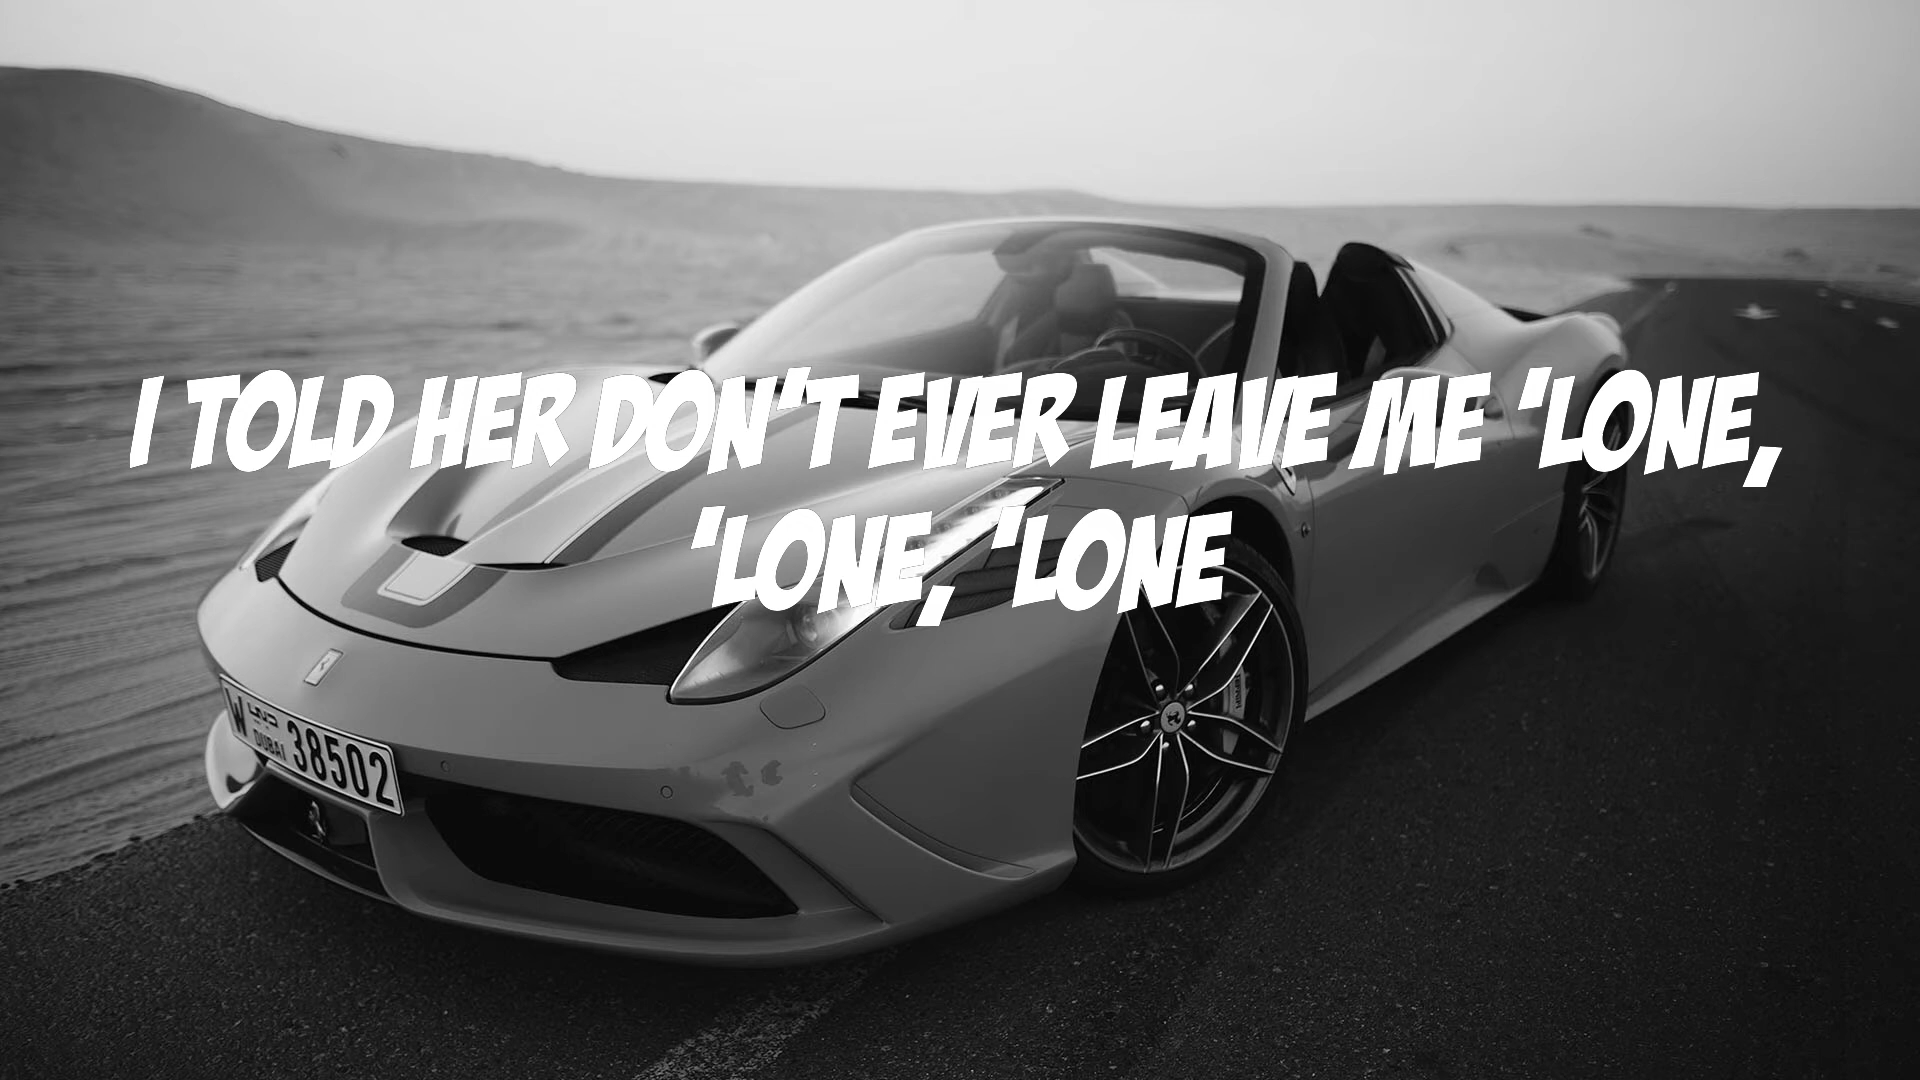 I TOLD HER DON'T EVER LEAVE ME 'LONE,
'LONE, 'LONE
W DUBAI 38502